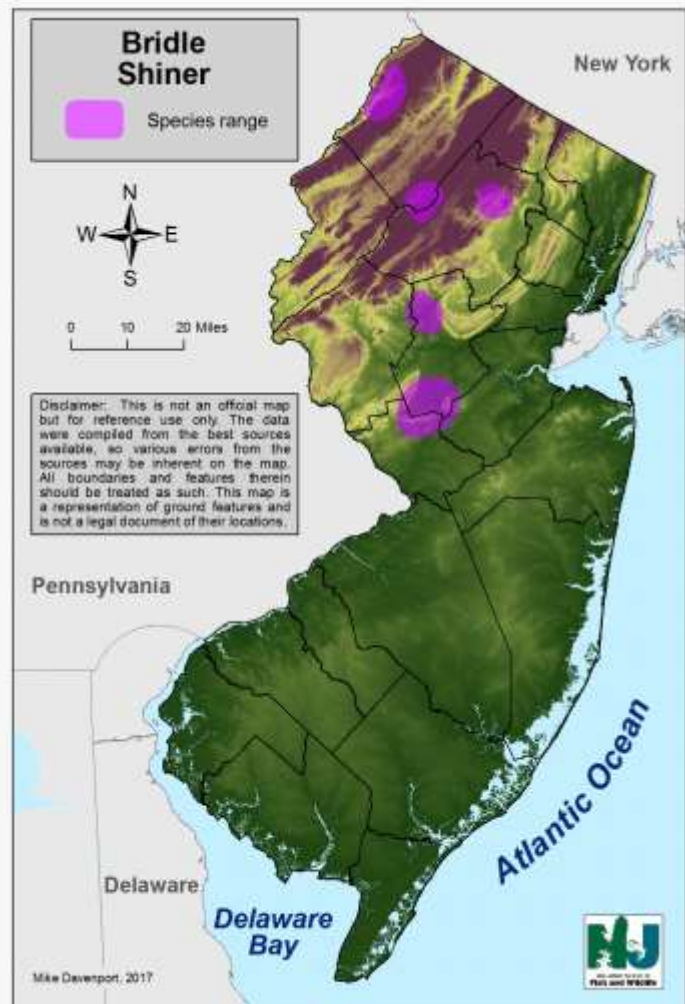 Bridle
Shiner
Species range
New York
N
W E
S
0 10 20 Miles
Disclaimer: This is not an official map
but for reference use only. The data
were compiled from the best sources
available, so various errors from the
sources may be inherent on the map.
All boundaries and features therein
should be treated as such. This map is
a representation of ground features and
is not a legal document of their locations.
Pennsylvania
Atlantic Ocean
Delaware
Delaware
Bay
Mike Davenport, 2017
NJ
Fish and Wildlife